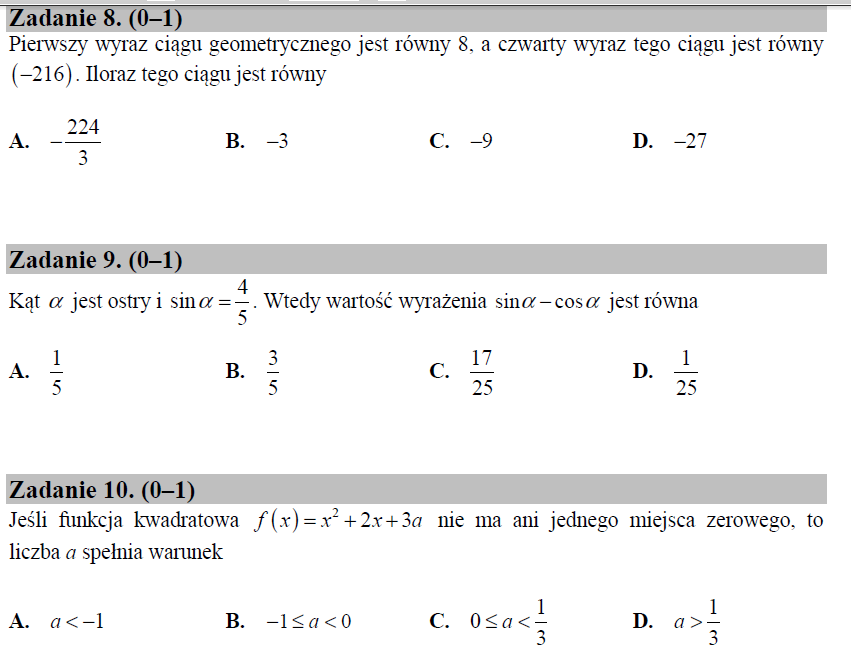 Zadanie 8. (0–1)
Pierwszy wyraz ciągu geometrycznego jest równy 8, a czwarty wyraz tego ciągu jest równy
(−216). Iloraz tego ciągu jest równy
A. −224/3 B. −3 C. −9 D. −27
Zadanie 9. (0–1)
Kąt α jest ostry i sin α = 4/5. Wtedy wartość wyrażenia sin α − cos α jest równa
A. 1/5 B. 3/5 C. 17/25 D. 1/25
Zadanie 10. (0–1)
Jeśli funkcja kwadratowa f(x) = x² + 2x + 3a nie ma ani jednego miejsca zerowego, to
liczba a spełnia warunek
A. a < −1 B. −1 ≤ a < 0 C. 0 ≤ a < 1/3 D. a > 1/3